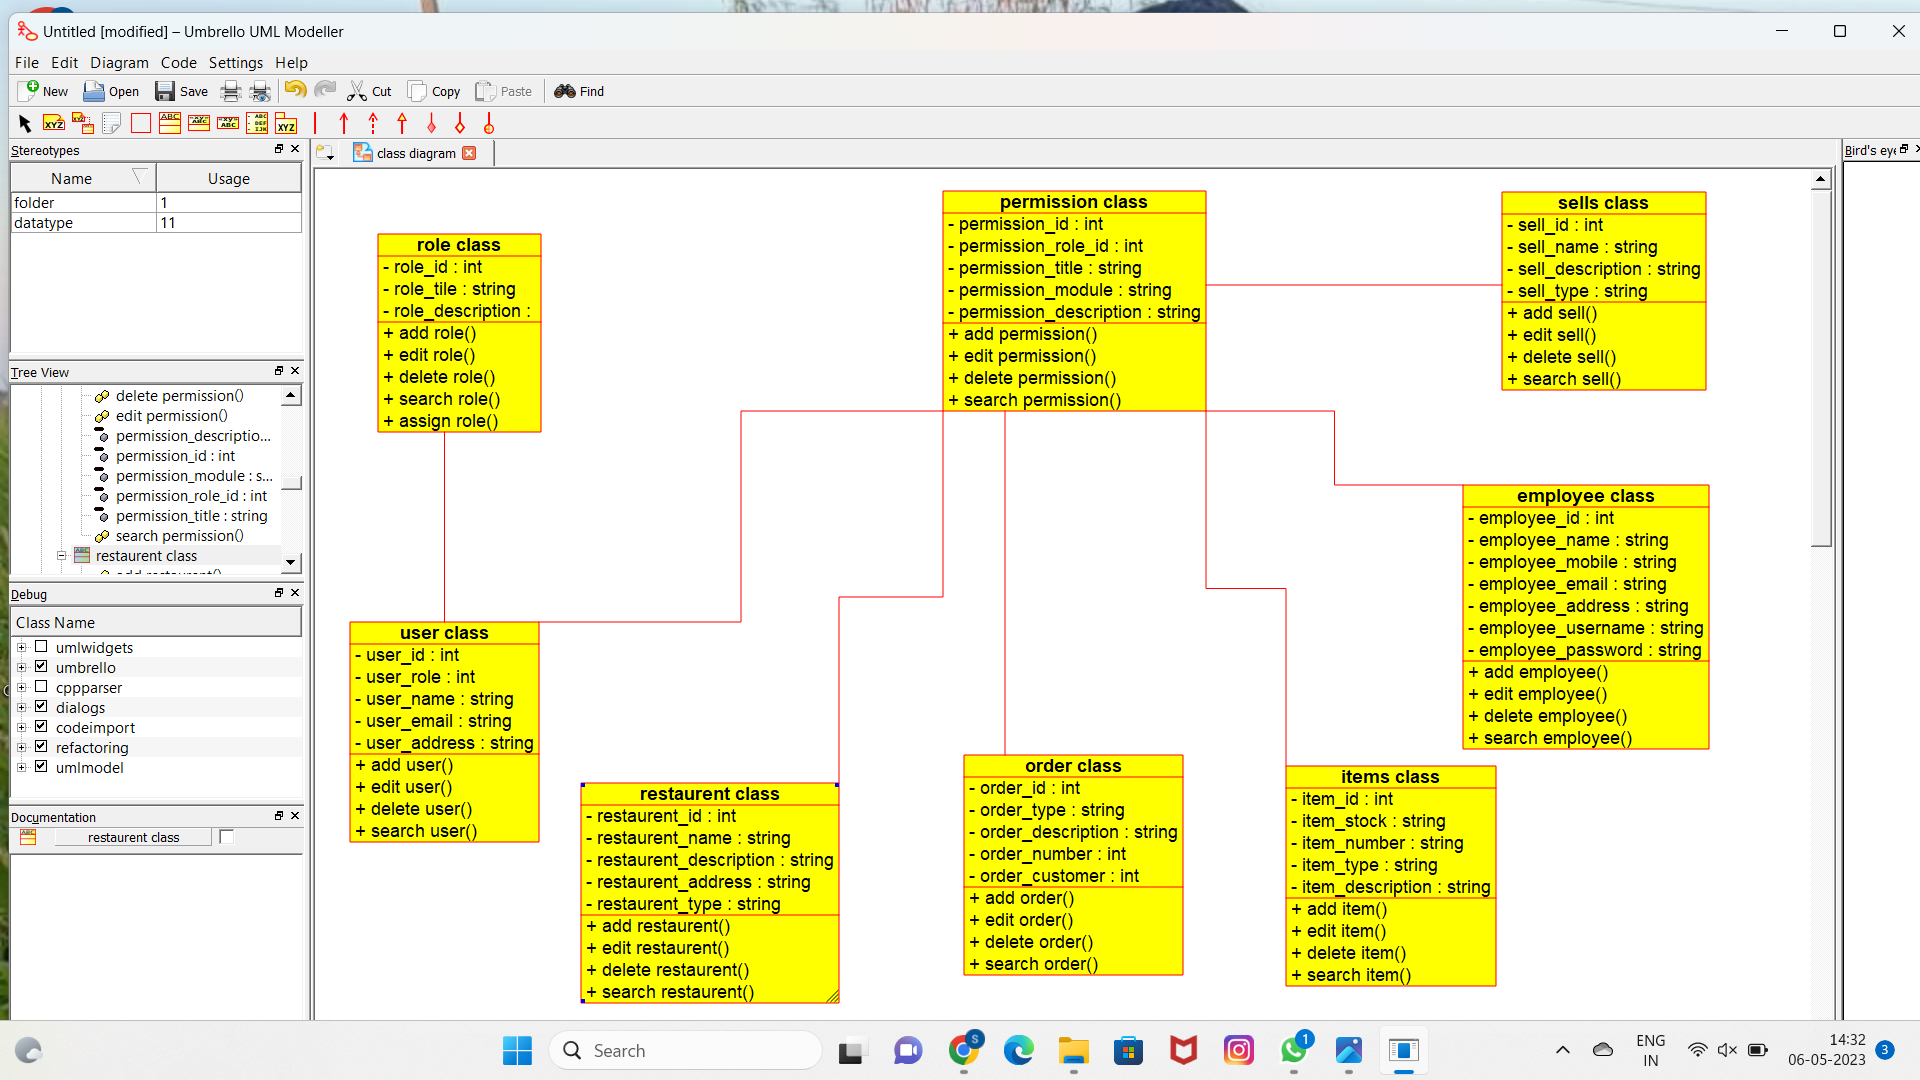 Untitled [modified] – Umbrello UML Modeller
File Edit Diagram Code Settings Help
New Open Save Cut Copy Paste Find
Stereotypes
Name Usage
folder 1
datatype 11
Tree View
delete permission()
edit permission()
permission_descriptio...
permission_id : int
permission_module : s...
permission_role_id : int
permission_title : string
search permission()
restaurent class
add restaurent()
Debug
Class Name
umlwidgets
umbrello
cppparser
dialogs
codeimport
refactoring
umlmodel
Documentation
restaurent class
class diagram
Bird's eye
role class
- role_id : int
- role_tile : string
- role_description :
+ add role()
+ edit role()
+ delete role()
+ search role()
+ assign role()
permission class
- permission_id : int
- permission_role_id : int
- permission_title : string
- permission_module : string
- permission_description : string
+ add permission()
+ edit permission()
+ delete permission()
+ search permission()
sells class
- sell_id : int
- sell_name : string
- sell_description : string
- sell_type : string
+ add sell()
+ edit sell()
+ delete sell()
+ search sell()
employee class
- employee_id : int
- employee_name : string
- employee_mobile : string
- employee_email : string
- employee_address : string
- employee_username : string
- employee_password : string
+ add employee()
+ edit employee()
+ delete employee()
+ search employee()
user class
- user_id : int
- user_role : int
- user_name : string
- user_email : string
- user_address : string
+ add user()
+ edit user()
+ delete user()
+ search user()
restaurent class
- restaurent_id : int
- restaurent_name : string
- restaurent_description : string
- restaurent_address : string
- restaurent_type : string
+ add restaurent()
+ edit restaurent()
+ delete restaurent()
+ search restaurent()
order class
- order_id : int
- order_type : string
- order_description : string
- order_number : int
- order_customer : int
+ add order()
+ edit order()
+ delete order()
+ search order()
items class
- item_id : int
- item_stock : string
- item_number : string
- item_type : string
- item_description : string
+ add item()
+ edit item()
+ delete item()
+ search item()
Search
S
1
ENG
IN
14:32
06-05-2023
3